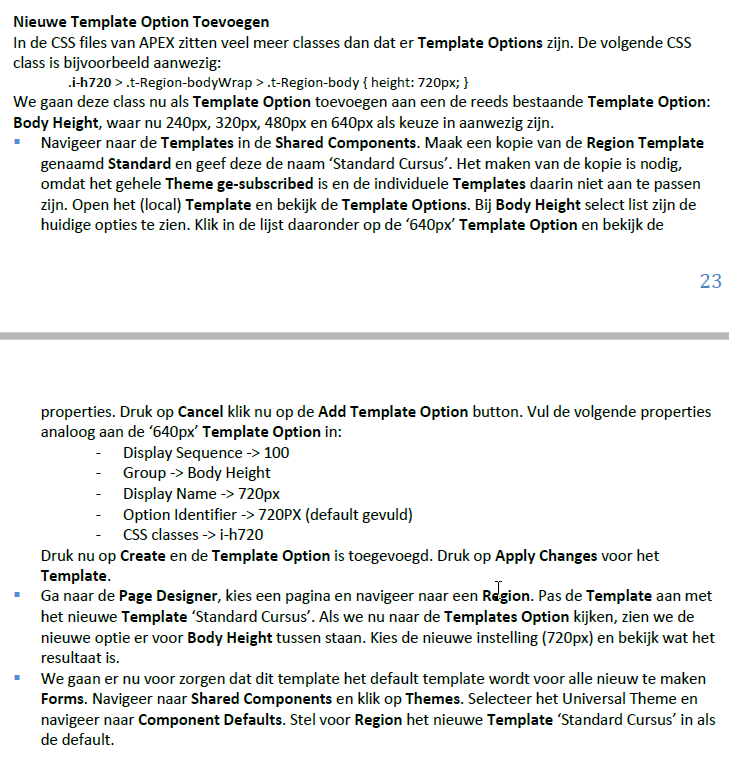 Nieuwe Template Option Toevoegen
In de CSS files van APEX zitten veel meer classes dan dat er Template Options zijn. De volgende CSS
class is bijvoorbeeld aanwezig:
.i-h720 > .t-Region-bodyWrap > .t-Region-body { height: 720px; }
We gaan deze class nu als Template Option toevoegen aan een de reeds bestaande Template Option:
Body Height, waar nu 240px, 320px, 480px en 640px als keuze in aanwezig zijn.
▪ Navigeer naar de Templates in de Shared Components. Maak een kopie van de Region Template
genaamd Standard en geef deze de naam ‘Standard Cursus’. Het maken van de kopie is nodig,
omdat het gehele Theme ge-subscribed is en de individuele Templates daarin niet aan te passen
zijn. Open het (local) Template en bekijk de Template Options. Bij Body Height select list zijn de
huidige opties te zien. Klik in de lijst daaronder op de ‘640px’ Template Option en bekijk de
23
properties. Druk op Cancel klik nu op de Add Template Option button. Vul de volgende properties
analoog aan de ‘640px’ Template Option in:
- Display Sequence -> 100
- Group -> Body Height
- Display Name -> 720px
- Option Identifier -> 720PX (default gevuld)
- CSS classes -> i-h720
Druk nu op Create en de Template Option is toegevoegd. Druk op Apply Changes voor het
Template.
▪ Ga naar de Page Designer, kies een pagina en navigeer naar een Region. Pas de Template aan met
het nieuwe Template ‘Standard Cursus’. Als we nu naar de Templates Option kijken, zien we de
nieuwe optie er voor Body Height tussen staan. Kies de nieuwe instelling (720px) en bekijk wat het
resultaat is.
▪ We gaan er nu voor zorgen dat dit template het default template wordt voor alle nieuw te maken
Forms. Navigeer naar Shared Components en klik op Themes. Selecteer het Universal Theme en
navigeer naar Component Defaults. Stel voor Region het nieuwe Template ‘Standard Cursus’ in als
de default.